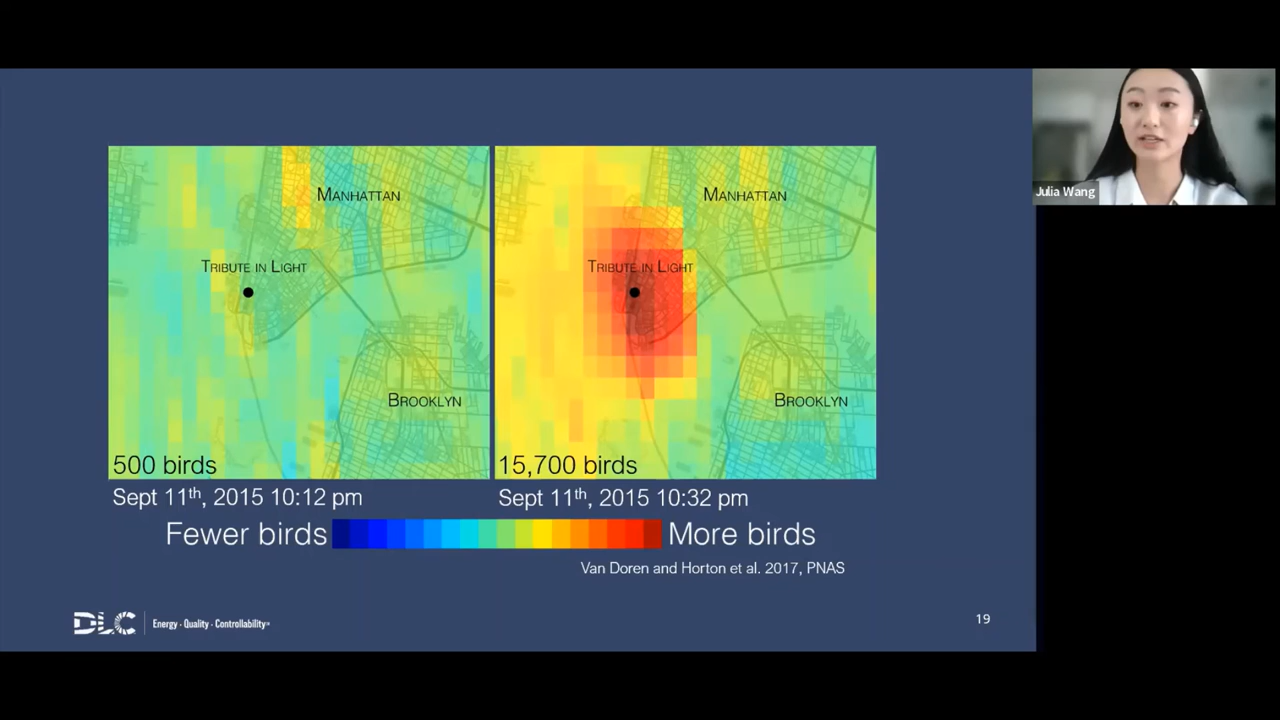 MANHATTAN
TRIBUTE IN LIGHT
BROOKLYN
500 birds
Sept 11th, 2015 10:12 pm
MANHATTAN
TRIBUTE IN LIGHT
BROOKLYN
15,700 birds
Sept 11th, 2015 10:32 pm
Fewer birds
More birds
Van Doren and Horton et al. 2017, PNAS
DLC
Energy · Quality · Controllability
19
Julia Wang